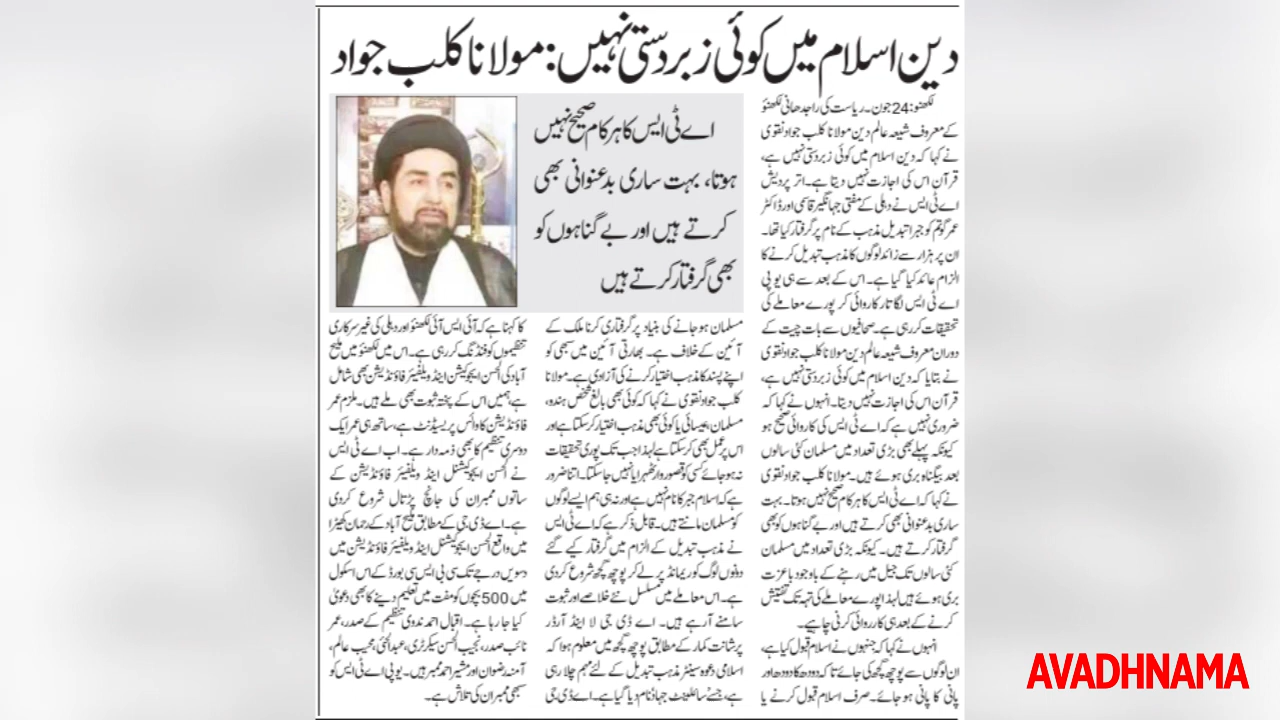 دین اسلام میں کوئی زبردستی نہیں: مولانا کلب جواد
لکھنؤ:24 جون۔ ریاست کی راجدھانی لکھنؤ
کے معروف شیعہ عالم دین مولانا کلب جواد نقوی
نے کہا کہ دین اسلام میں کوئی زبردستی نہیں ہے،
قرآن اس کی اجازت نہیں دیتا ہے۔ اتر پردیش
اے ٹی ایس نے دہلی کے مفتی جہانگیر قاسمی اور ڈاکٹر
عمر گوتم کو جبرا تبدیل مذہب کے نام پر گرفتار کیا تھا۔
ان پر ہزار سے زائد لوگوں کا مذہب تبدیل کرنے کا
الزام عائد کیا گیا ہے۔ اس کے بعد سے ہی یو پی
اے ٹی ایس لگاتار کاروائی کر پورے معاملے کی
تحقیقات کر رہی ہے۔ صحافیوں سے بات چیت کے
دوران معروف شیعہ عالم دین مولانا کلب جواد نقوی
نے بتایا کہ دین اسلام میں کوئی زبردستی نہیں ہے،
قرآن اس کی اجازت نہیں دیتا۔ انہوں نے کہا کہ
ضروری نہیں ہے کہ اے ٹی ایس کی کاروائی صحیح ہو
کیونکہ پہلے بھی بڑی تعداد میں مسلمان کئی سالوں
بعد بیگناہ بری ہوئے ہیں۔ مولانا کلب جواد نقوی
نے کہا کہ اے ٹی ایس کا ہر کام صحیح نہیں ہوتا۔ بہت
ساری بدعنوانی بھی کرتے ہیں اور بے گناہوں کو بھی
گرفتار کرتے ہیں۔ کیونکہ بڑی تعداد میں مسلمان
کئی سالوں تک جیل میں رہنے کے باوجود باعزت
بری ہوئے ہیں لہذا پورے معاملے کی تہہ تک تفتیش
کرنے کے بعد ہی کارروائی کرنی چاہیے۔
انہوں نے کہا کہ جنہوں نے اسلام قبول کیا ہے،
ان لوگوں سے پوچھ گچھ کی جائے تاکہ دودھ کا دودھ اور
پانی کا پانی ہو جائے۔ صرف اسلام قبول کرنے یا
اے ٹی ایس کا ہر کام صحیح نہیں
ہوتا، بہت ساری بدعنوانی بھی
کرتے ہیں اور بے گناہوں کو
بھی گرفتار کرتے ہیں
مسلمان ہو جانے کی بنیاد پر گرفتاری کرنا ملک کے
آئین کے خلاف ہے۔ بھارتی آئین میں سبھی کو
اپنے پسند کا مذہب اختیار کرنے کی آزادی ہے۔ مولانا
کلب جواد نقوی نے کہا کہ کوئی بھی بالغ شخص ہندو،
مسلمان، عیسائی یا کوئی بھی مذہب اختیار کر سکتا ہے اور
اس پر عمل بھی کر سکتا ہے لہذا جب تک پوری تحقیقات
نہ ہو جائے کسی کو قصوروار ٹھہرایا نہیں جا سکتا۔ اتنا ضرور
ہے کہ اسلام جبر کا نام نہیں ہے اور نہ ہی ہم ایسے لوگوں
کو مسلمان مانتے ہیں۔ قابل ذکر ہے کہ اے ٹی ایس
نے مذہب تبدیل کے الزام میں گرفتار کیے گئے
دونوں لوگ کو ریمانڈ پر لے کر پوچھ گچھ شروع کر دی
ہے۔ اس معاملے میں مسلسل نئے خلاصے اور ثبوت
سامنے آرہے ہیں۔ اے ڈی جی لا اینڈ آرڈر
پرشانت کمار کے مطابق پوچھ گچھ میں معلوم ہوا کہ
اسلامی دعوہ سینٹر مذہب تبدیل کے لئے مہم چلا رہی
ہے، جسے سائلینٹ جہاد نام دیا گیا ہے۔ اے ڈی جی
کا کہنا ہے کہ آئی ایس آئی لکھنؤ اور دہلی کی غیر سرکاری
تنظیموں کو فنڈنگ کر رہی ہے۔ اس میں لکھنؤ میں ملیح
آباد کی الحسن ایجوکیشن اینڈ ویلفیئر فاؤنڈیشن بھی شامل
ہے، ہمیں اس کے پختہ ثبوت بھی ملے ہیں۔ ملزم عمر
فاؤنڈیشن کا وائس پریسیڈنٹ ہے، ساتھ ہی عمر ایک
دوسری تنظیم کا بھی ذمہ دار ہے۔ اب اے ٹی ایس
نے الحسن ایجوکیشنل اینڈ ویلفیئر فاؤنڈیشن کے
ساتوں ممبران کی جانچ پڑتال شروع کر دی
ہے۔ اے ڈی جی کے مطابق ملیح آباد کے رحمان کھیڑا
میں واقع الحسن ایجوکیشنل اینڈ ویلفیئر فاؤنڈیشن میں
دسویں درجے تک سی بی ایس سی بورڈ کے اس اسکول
میں 500 بچوں کو مفت میں تعلیم دینے کا بھی دعویٰ
کیا جا رہا ہے۔ اقبال احمد ندوی تنظیم کے صدر، عمر
نائب صدر، نجیب الحسن سیکرٹری، عبدالحئی، مجیب عالم،
آمنہ رضوان اور مشیر احمد ممبر ہیں۔ یو پی اے ٹی ایس کو
سبھی ممبران کی تلاش ہے۔
AVADHNAMA